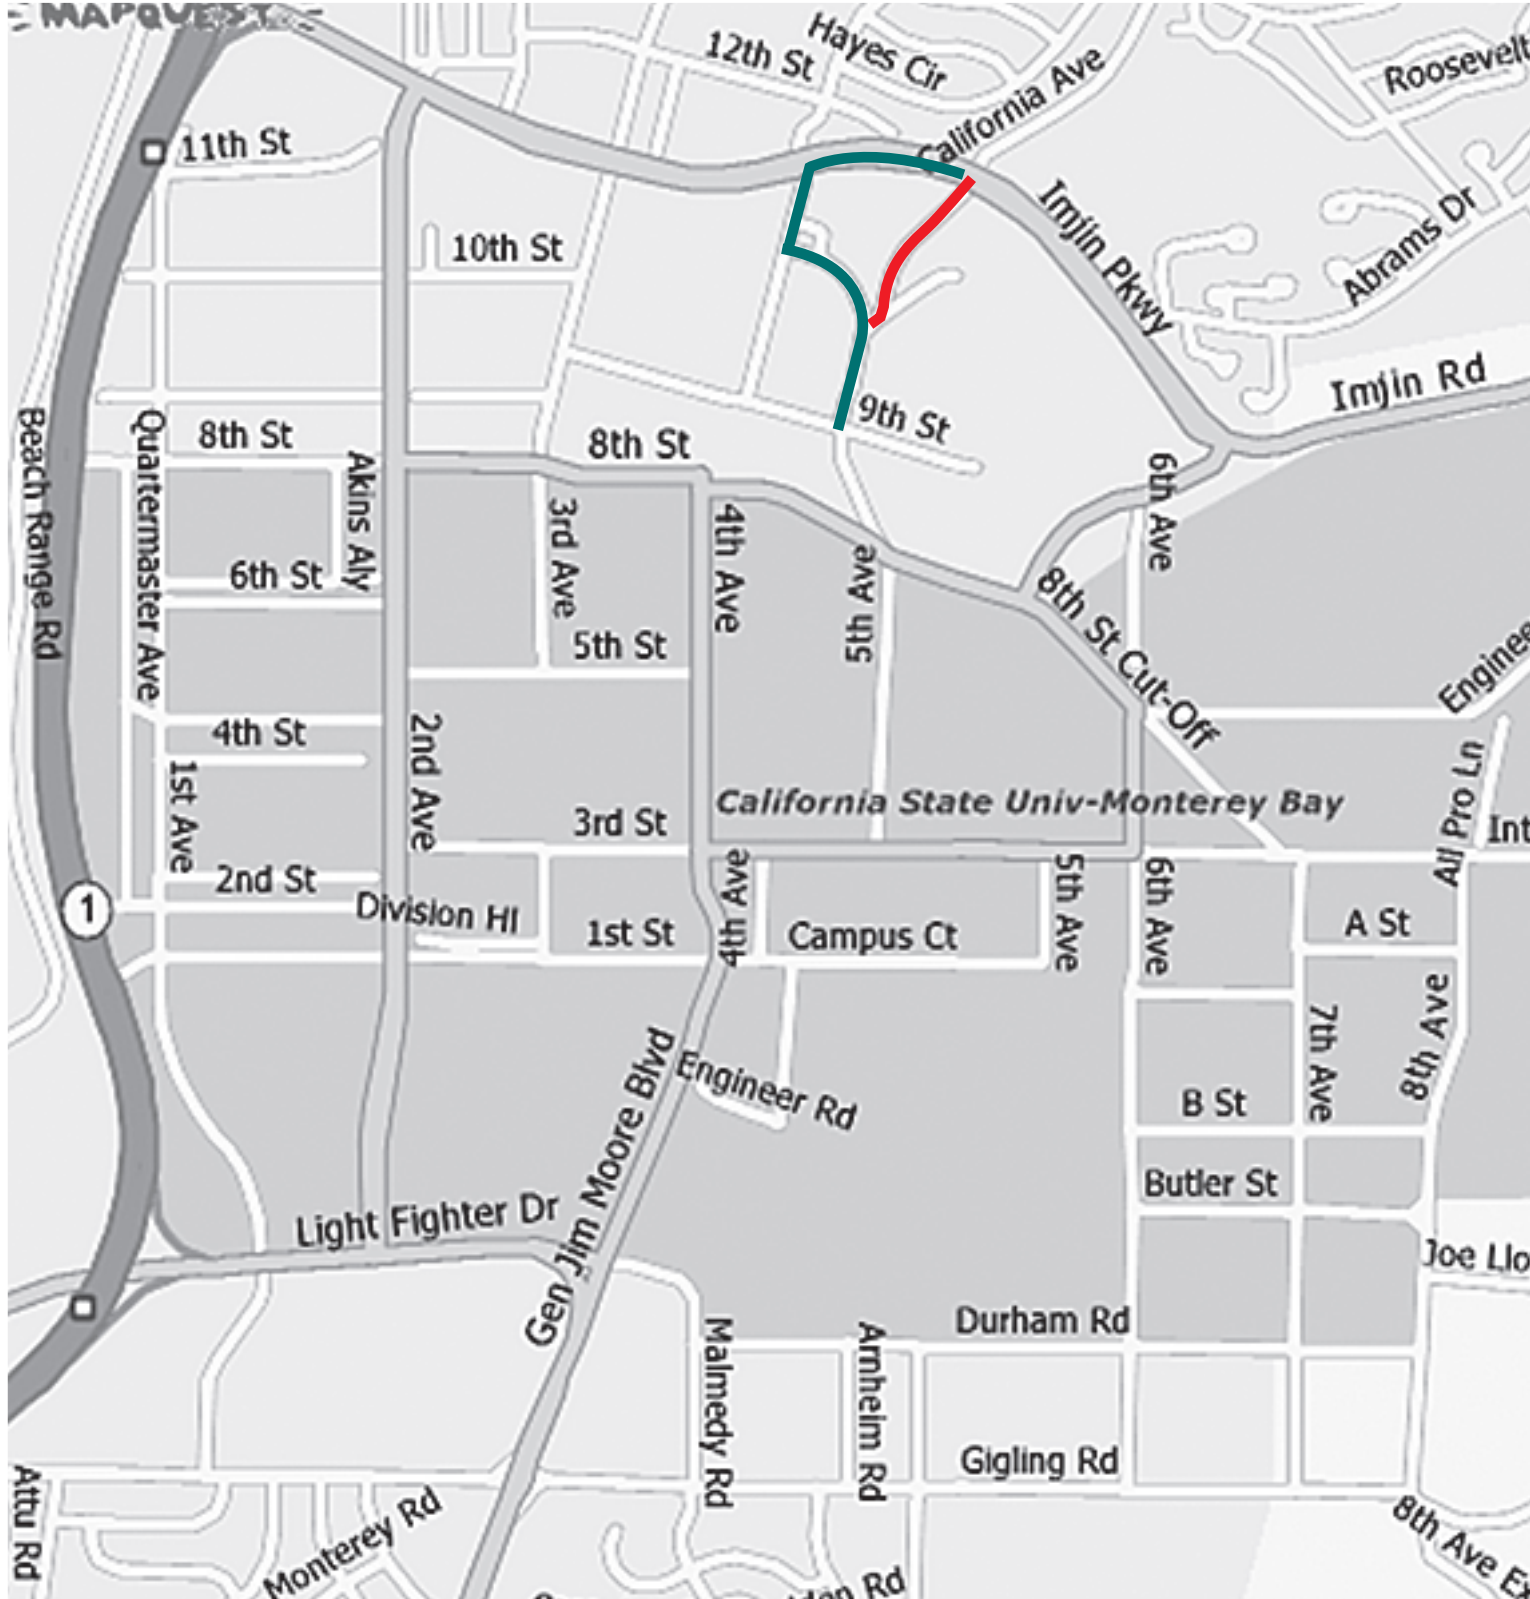 MAPQUEST
Hayes Cir
12th St
California Ave
Roosevelt
11th St
Imjin Pkwy
Abrams Dr
10th St
Imjin Rd
9th St
Beach Range Rd
Quartermaster Ave
8th St
Akins Aly
8th St
6th Ave
3rd Ave
4th Ave
5th Ave
6th St
8th St Cut-Off
5th St
Enginee
4th St
2nd Ave
1st Ave
California State Univ-Monterey Bay
All Pro Ln
3rd St
Int
4th Ave
5th Ave
6th Ave
2nd St
1
Division Hl
1st St
Campus Ct
A St
8th Ave
7th Ave
Gen Jim Moore Blvd
Engineer Rd
B St
Butler St
Light Fighter Dr
Joe Llo
Durham Rd
Malmedy Rd
Arnheim Rd
Gigling Rd
Attu Rd
Monterey Rd
8th Ave Ex
Rd